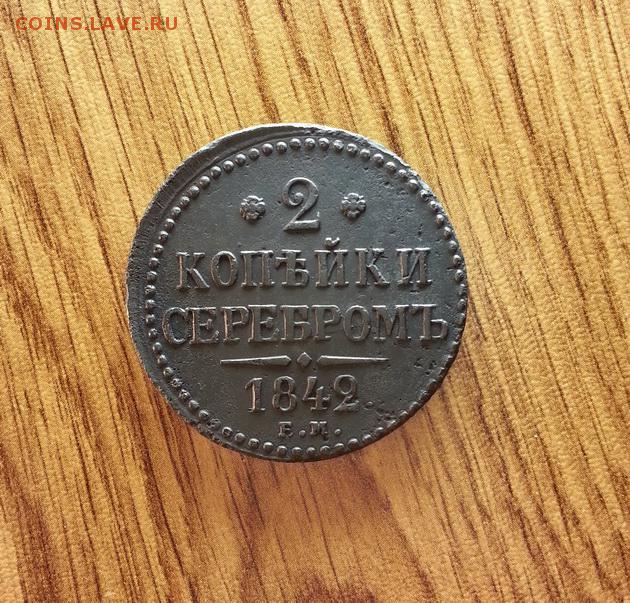 COINS.LAVE.RU
2
КОПѢЙКИ
СЕРЕБРОМЪ
1842
Е.М.